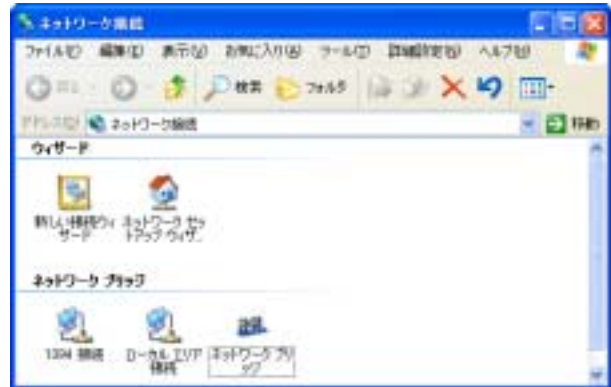 ネットワーク接続
ファイル(F) 編集(E) 表示(V) お気に入り(A) ツール(T) 詳細設定(N) ヘルプ(H)
戻る 検索 フォルダ
アドレス(D) ネットワーク接続 移動
ウィザード
新しい接続ウィ
ザード
ネットワーク セッ
トアップ ウィザ...
ネットワーク ブリッジ
1394 接続
ローカル エリア
接続
ネットワーク ブリ
ッジ